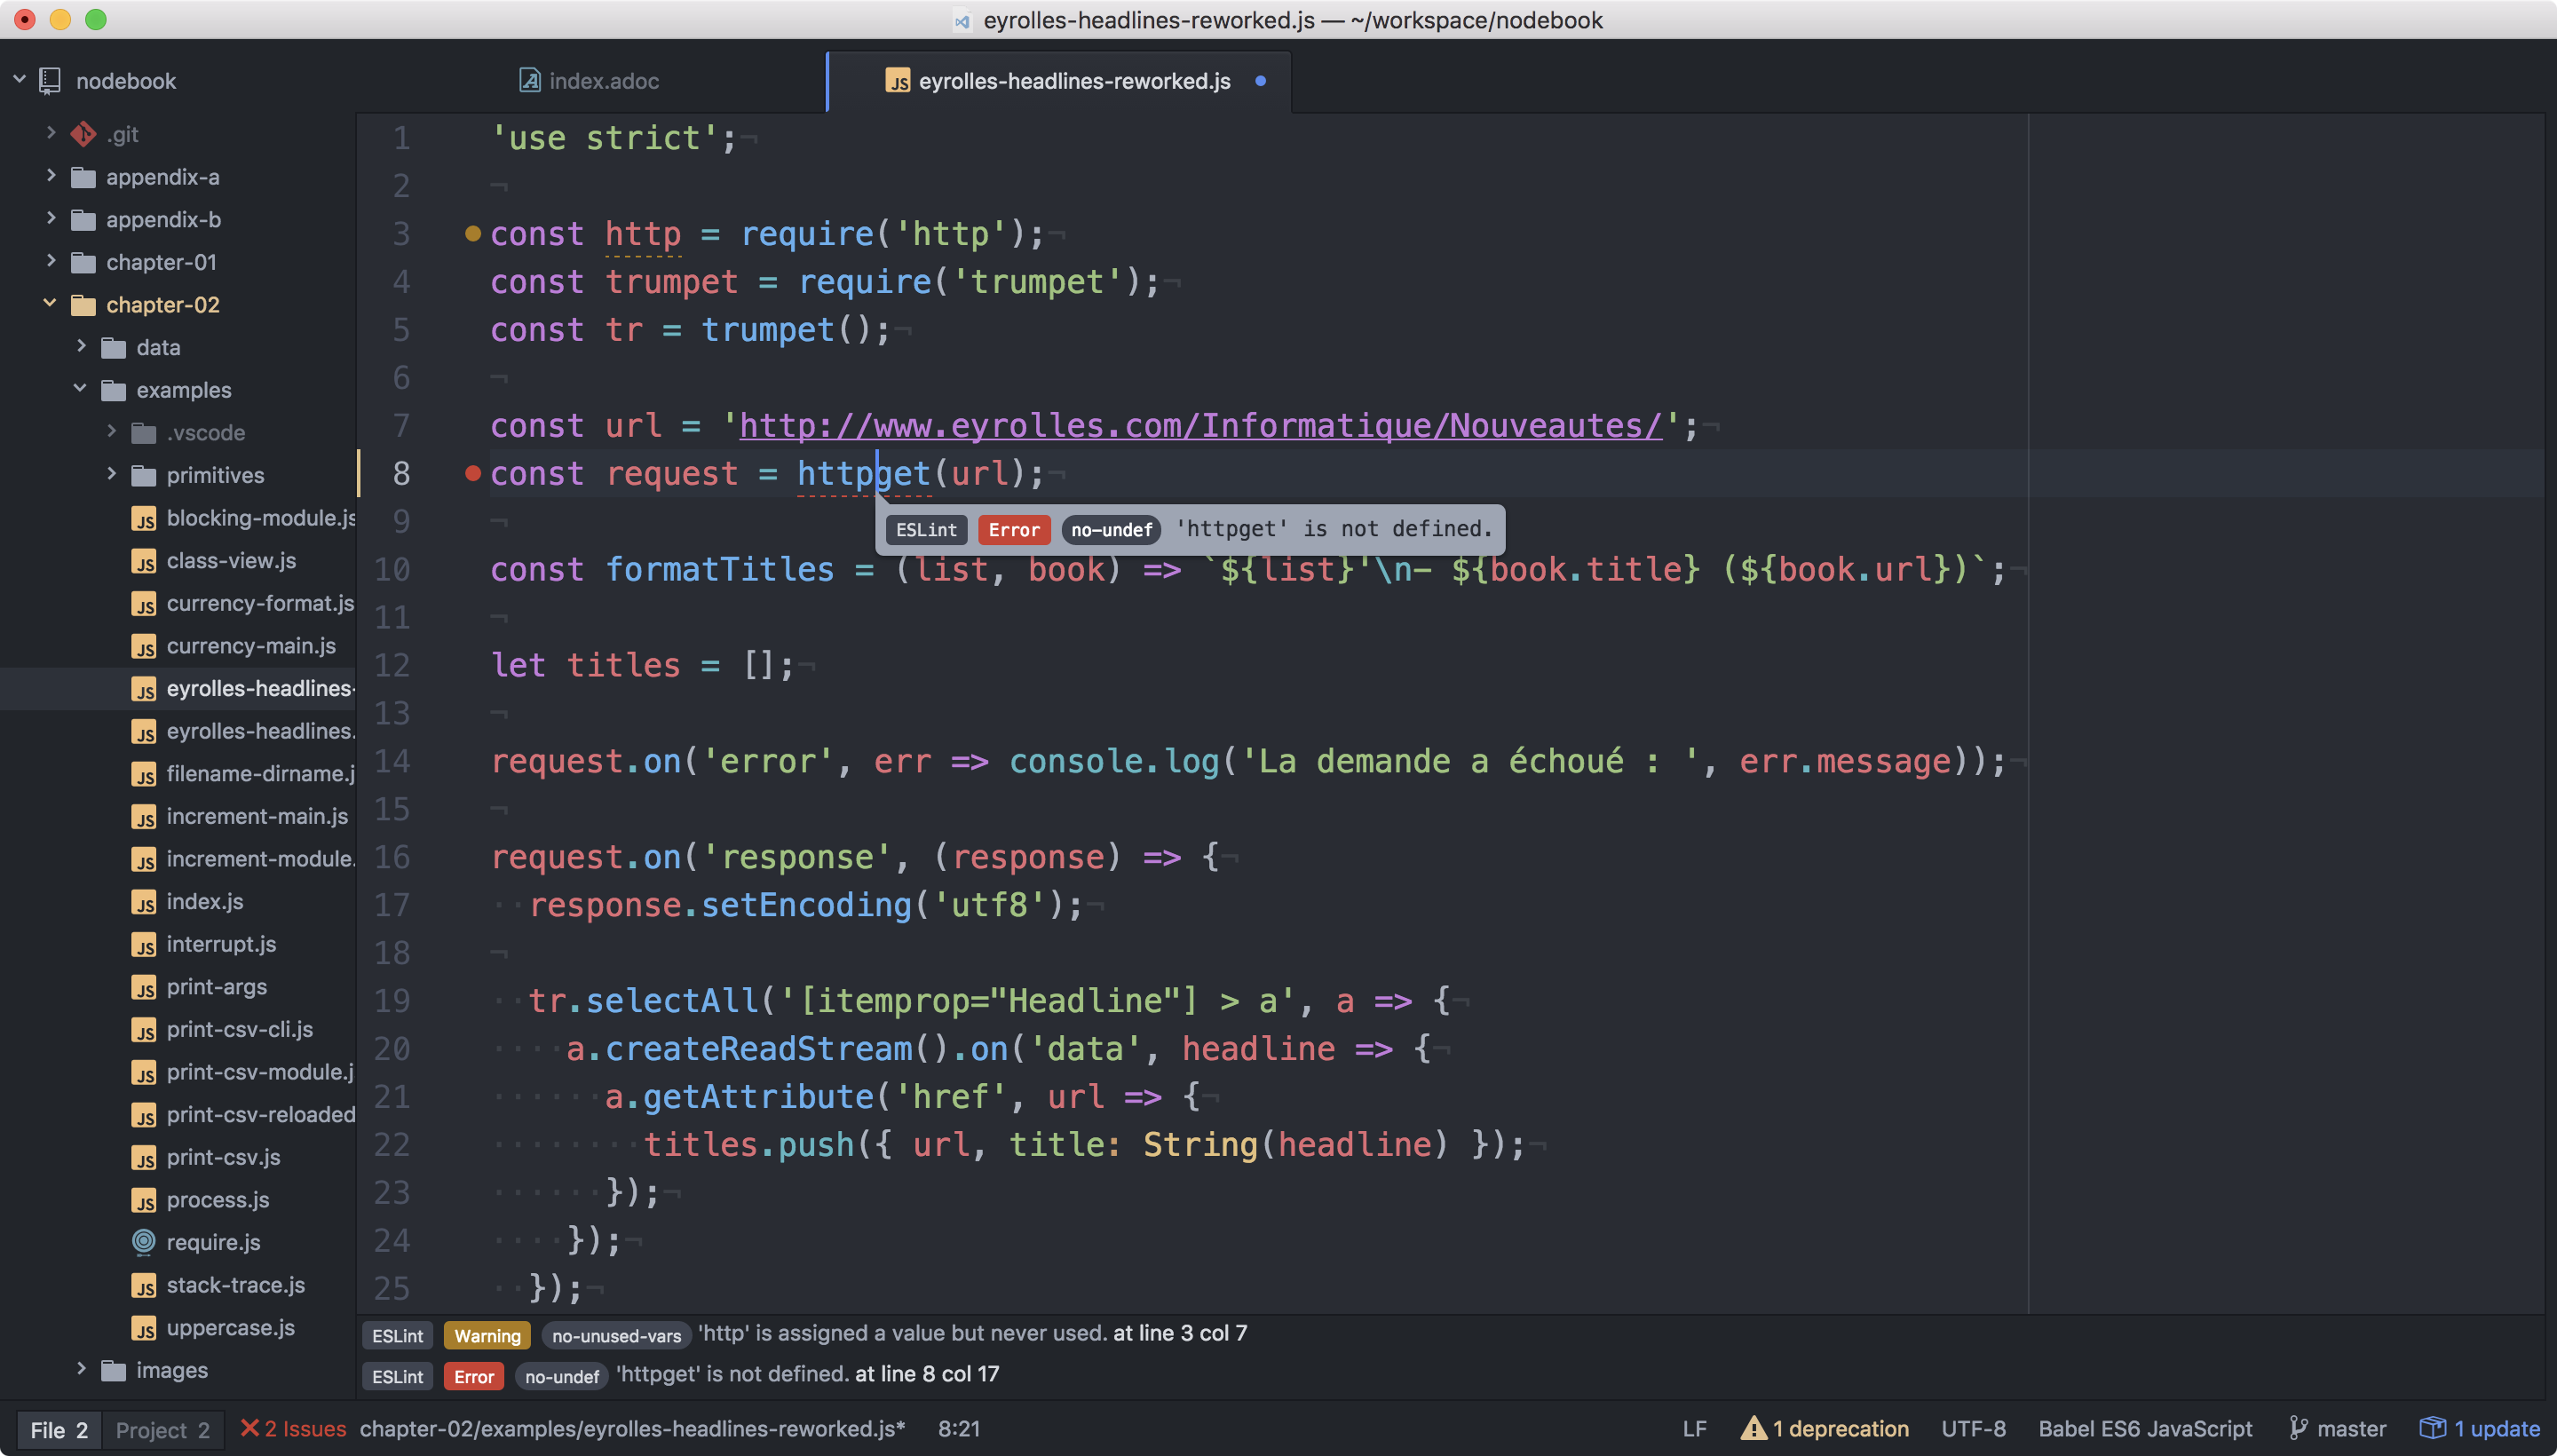 eyrolles-headlines-reworked.js — ~/workspace/nodebook
nodebook
.git
appendix-a
appendix-b
chapter-01
chapter-02
data
examples
.vscode
primitives
blocking-module.js
class-view.js
currency-format.js
currency-main.js
eyrolles-headlines-
eyrolles-headlines.
filename-dirname.j
increment-main.js
increment-module.
index.js
interrupt.js
print-args
print-csv-cli.js
print-csv-module.j
print-csv-reloaded
print-csv.js
process.js
require.js
stack-trace.js
uppercase.js
images
index.adoc
eyrolles-headlines-reworked.js
1 'use strict';¬
2 ¬
3 const http = require('http');¬
4 const trumpet = require('trumpet');¬
5 const tr = trumpet();¬
6 ¬
7 const url = 'http://www.eyrolles.com/Informatique/Nouveautes/';¬
8 const request = httpget(url);¬
9 ¬
ESLint Error no-undef 'httpget' is not defined.
10 const formatTitles = (list, book) => `${list}'\n- ${book.title} (${book.url})`;¬
11 ¬
12 let titles = [];¬
13 ¬
14 request.on('error', err => console.log('La demande a échoué : ', err.message));¬
15 ¬
16 request.on('response', (response) => {¬
17 ··response.setEncoding('utf8');¬
18 ¬
19 ··tr.selectAll('[itemprop="Headline"] > a', a => {¬
20 ····a.createReadStream().on('data', headline => {¬
21 ······a.getAttribute('href', url => {¬
22 ········titles.push({ url, title: String(headline) });¬
23 ······});¬
24 ····});¬
25 ··});¬
ESLint Warning no-unused-vars 'http' is assigned a value but never used. at line 3 col 7
ESLint Error no-undef 'httpget' is not defined. at line 8 col 17
File 2 Project 2 2 Issues chapter-02/examples/eyrolles-headlines-reworked.js* 8:21 LF 1 deprecation UTF-8 Babel ES6 JavaScript master 1 update